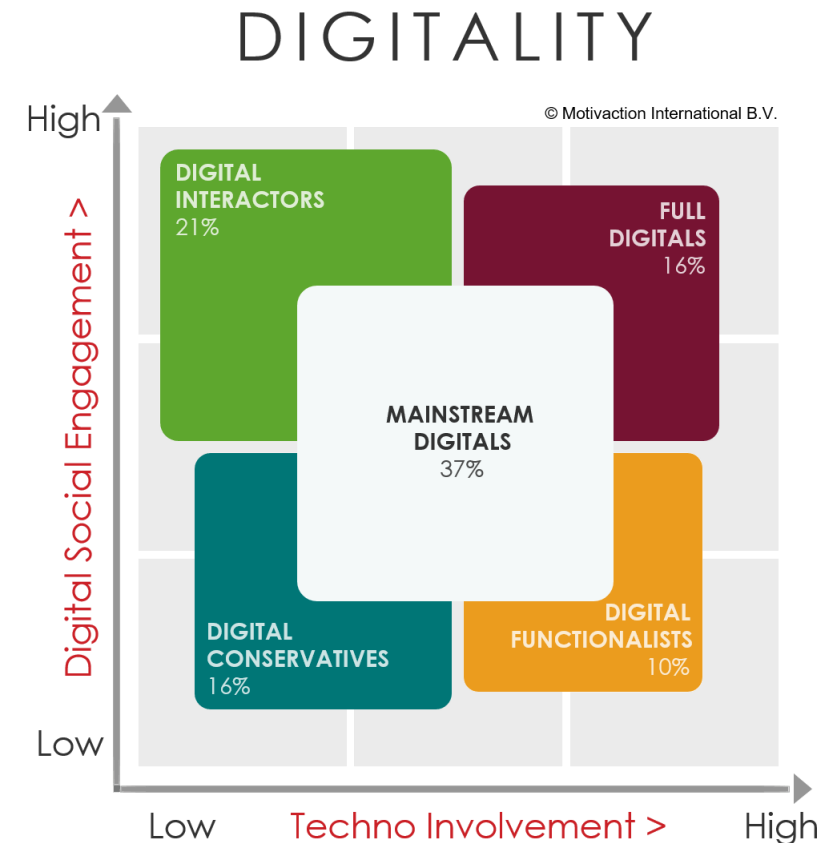 DIGITALITY
High
© Motivaction International B.V.
DIGITAL
INTERACTORS
21%
FULL
DIGITALS
16%
Digital Social Engagement >
MAINSTREAM
DIGITALS
37%
DIGITAL
CONSERVATIVES
16%
DIGITAL
FUNCTIONALISTS
10%
Low
Low
Techno Involvement >
High